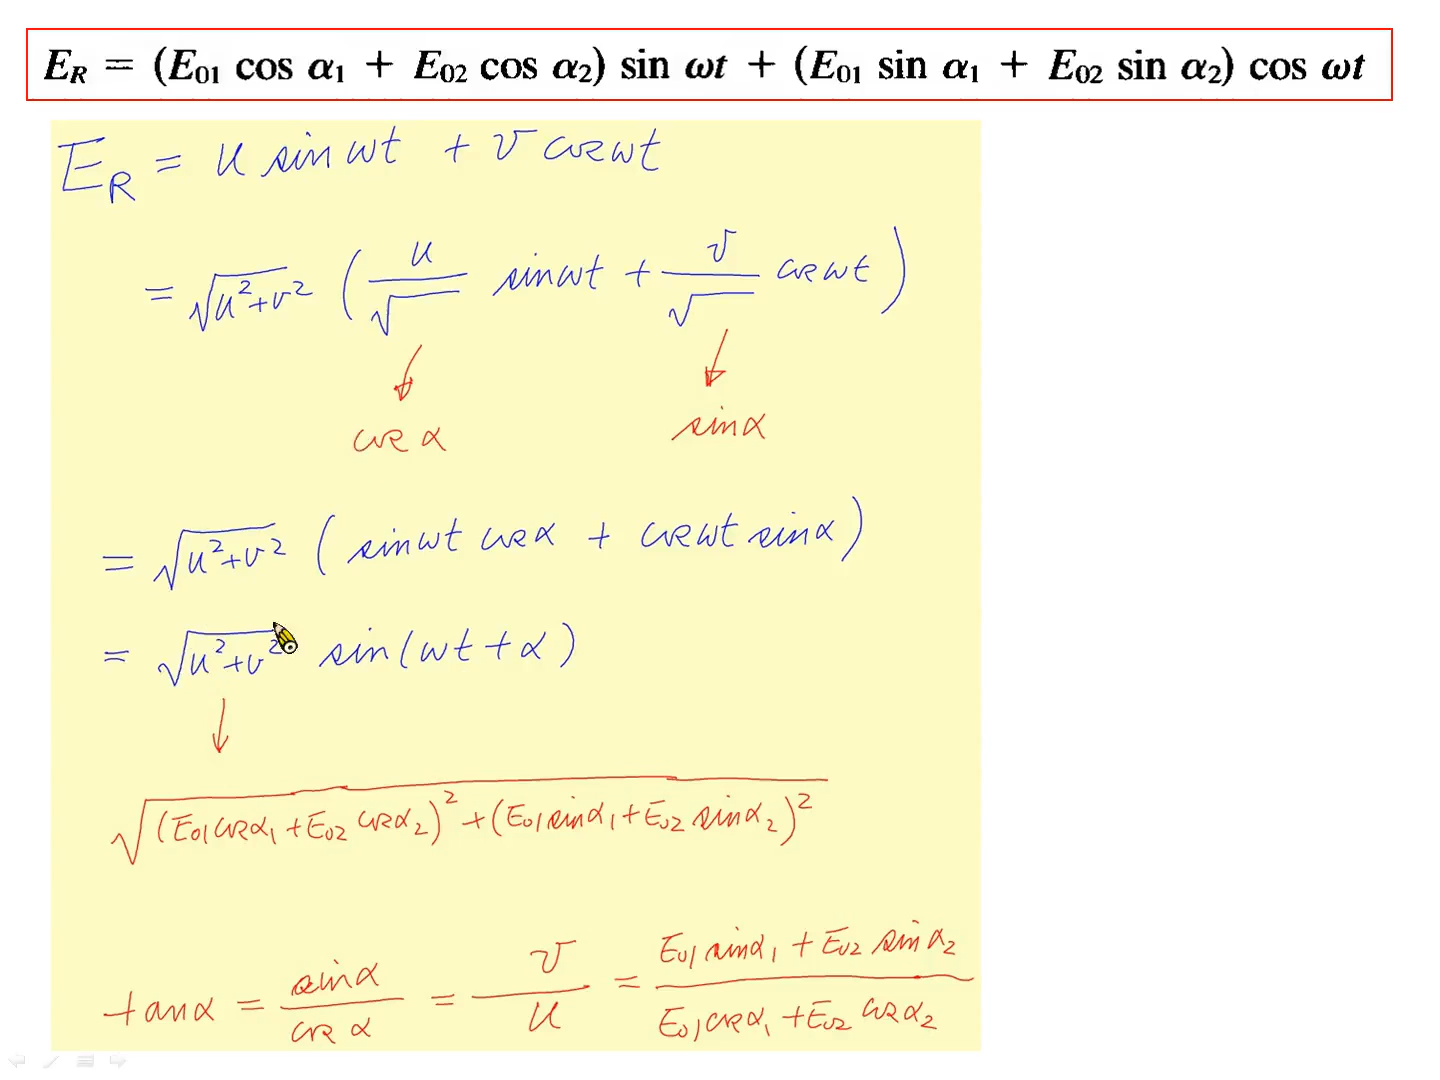 E_R = (E_01 cos α_1 + E_02 cos α_2) sin ωt + (E_01 sin α_1 + E_02 sin α_2) cos ωt
E_R = u sin ωt + v cos ωt
= √(u² + v²) ( u/√ sin ωt + v/√ cos ωt )
cos α sin α
= √(u² + v²) ( sin ωt cos α + cos ωt sin α )
= √(u² + v²) sin(ωt + α)
√((E_01 cos α_1 + E_02 cos α_2)² + (E_01 sin α_1 + E_02 sin α_2)²)
tan α = sin α / cos α = v / u = (E_01 sin α_1 + E_02 sin α_2) / (E_01 cos α_1 + E_02 cos α_2)